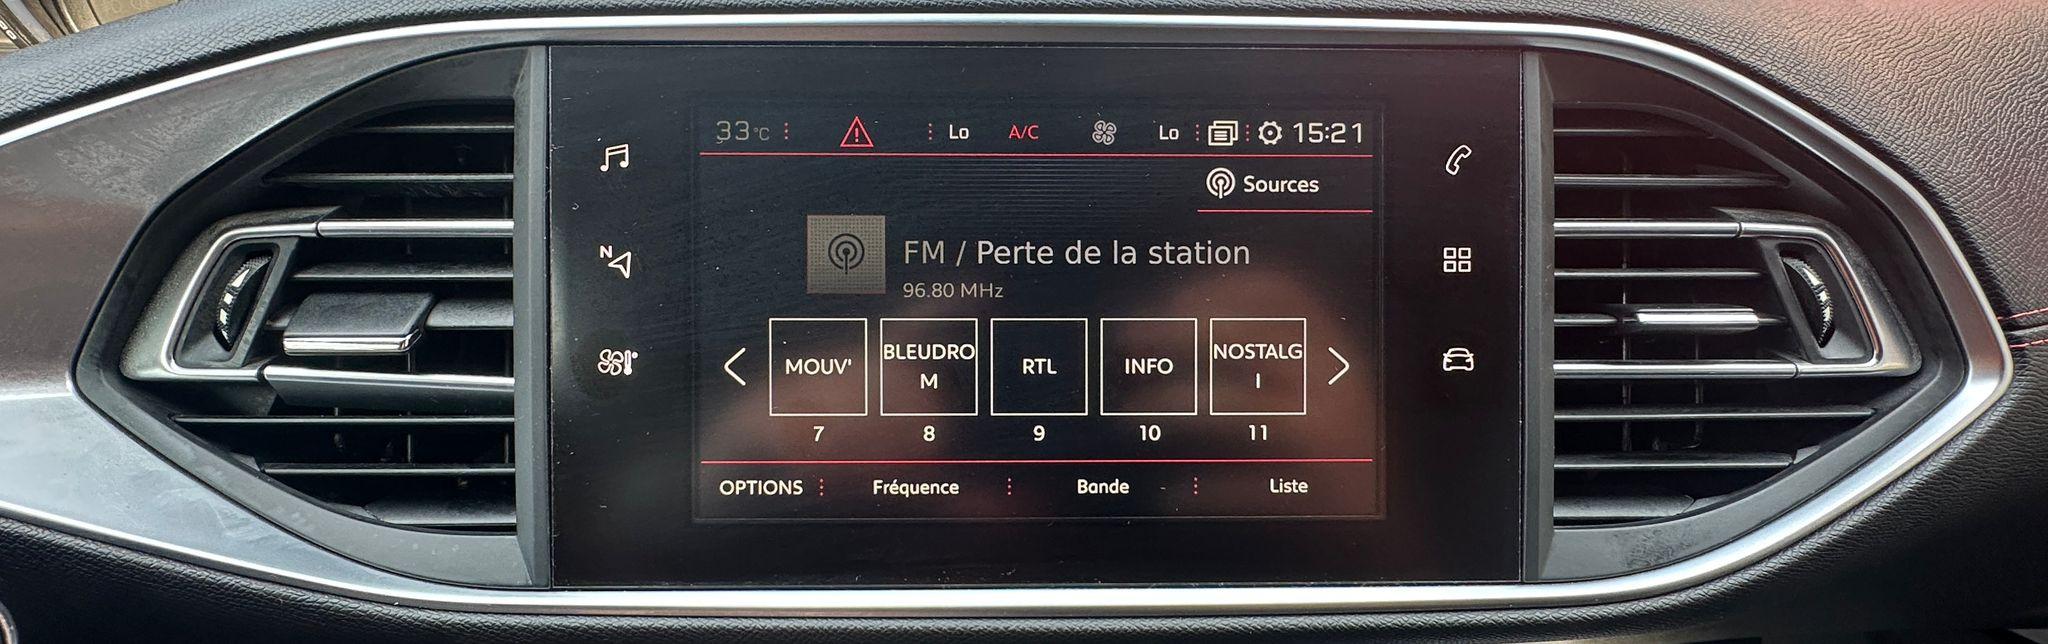 33°C Lo A/C Lo 15:21
Sources
FM / Perte de la station
96.80 MHz
N
MOUV'
BLEUDRO
M
RTL
INFO
NOSTALG
I
7 8 9 10 11
OPTIONS Fréquence Bande Liste